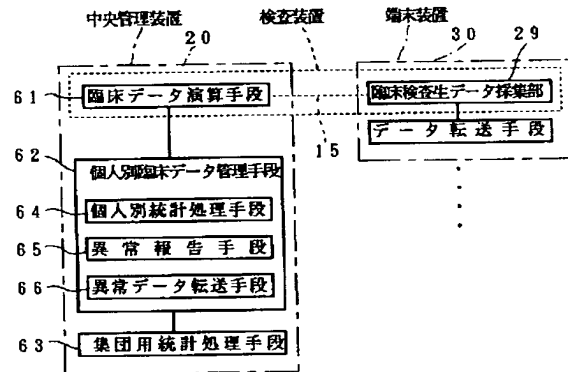 中央管理装置 検査装置 端末装置
20 30 29
61 臨床データ演算手段 臨床検査生データ採集部
データ転送手段
62 15
個人別臨床データ管理手段
64 個人別統計処理手段
65 異常報告手段
66 異常データ転送手段
63 集団用統計処理手段